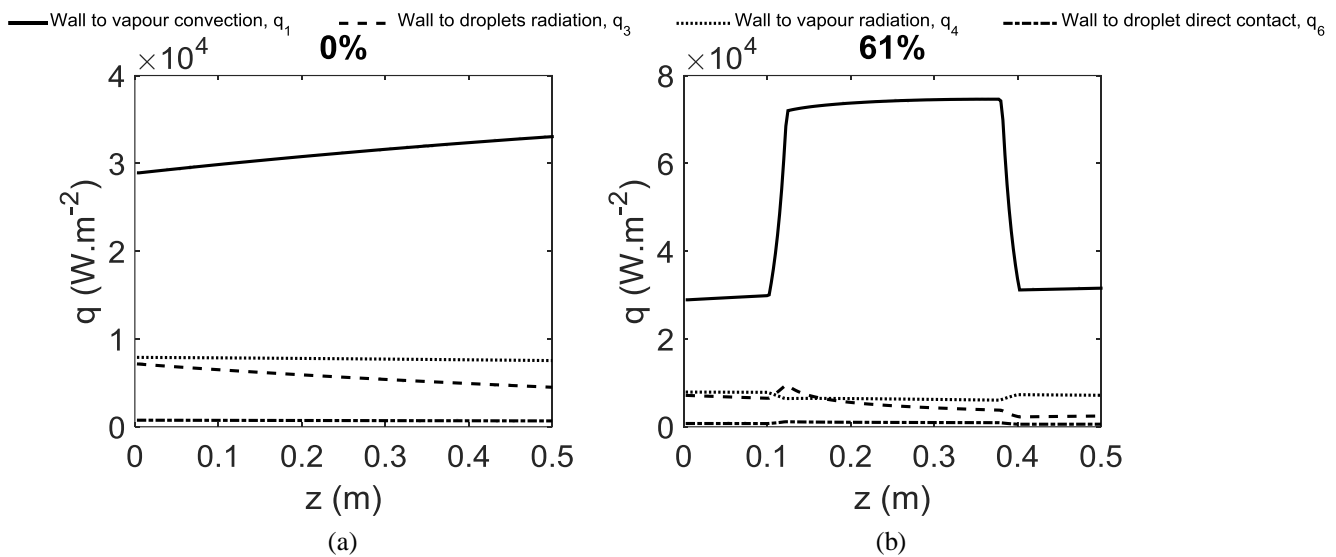 Wall to vapour convection, q1 Wall to droplets radiation, q3 Wall to vapour radiation, q4 Wall to droplet direct contact, q6
0% 61%
×10^4 ×10^4
4 8
3 6
2 4
1 2
0 0
q (W.m-2) q (W.m-2)
0 0.1 0.2 0.3 0.4 0.5 0 0.1 0.2 0.3 0.4 0.5
z (m) z (m)
(a) (b)